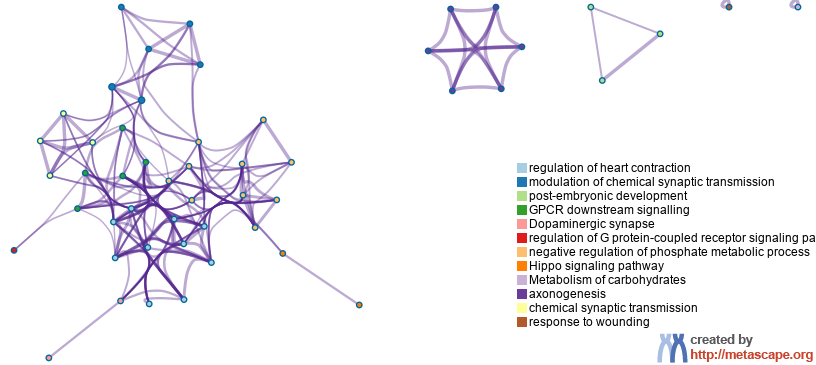 regulation of heart contraction
modulation of chemical synaptic transmission
post-embryonic development
GPCR downstream signalling
Dopaminergic synapse
regulation of G protein-coupled receptor signaling pa
negative regulation of phosphate metabolic process
Hippo signaling pathway
Metabolism of carbohydrates
axonogenesis
chemical synaptic transmission
response to wounding
created by
http://metascape.org